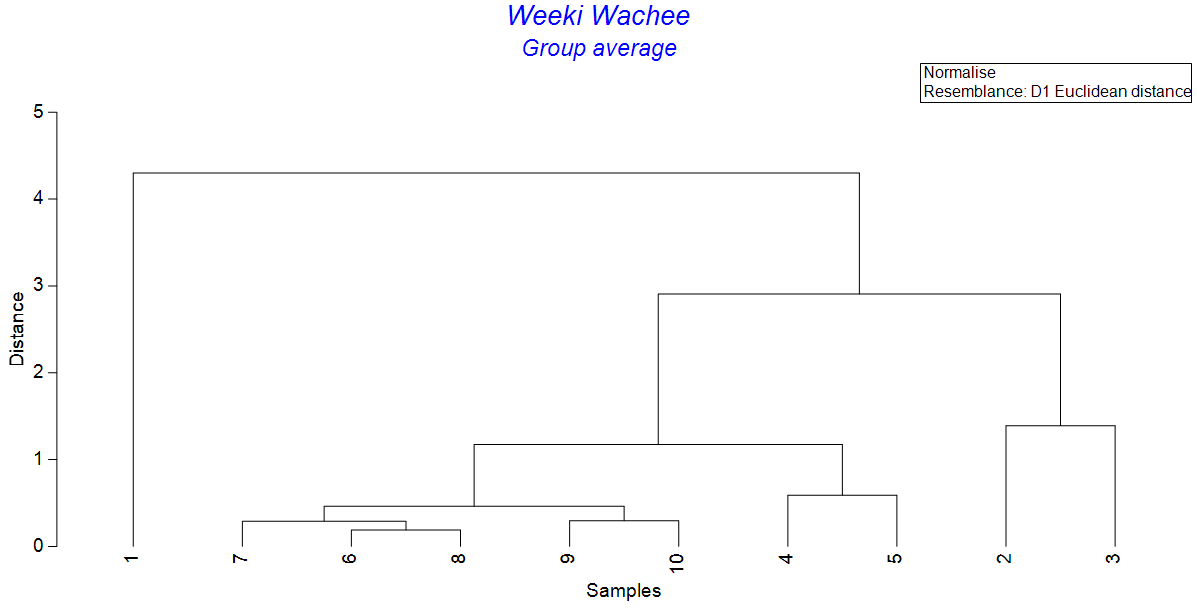 Weeki Wachee
Group average
Normalise
Resemblance: D1 Euclidean distance
5
4
3
2
1
0
Distance
1 7 6 8 9 10 4 5 2 3
Samples